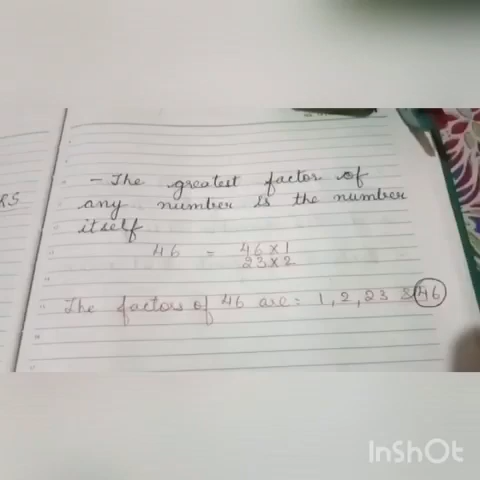 RS
- The greatest factor of
any number is the number
itself
46 = 46 x 1
23 x 2
The factors of 46 are = 1, 2, 23 & 46
InShOt